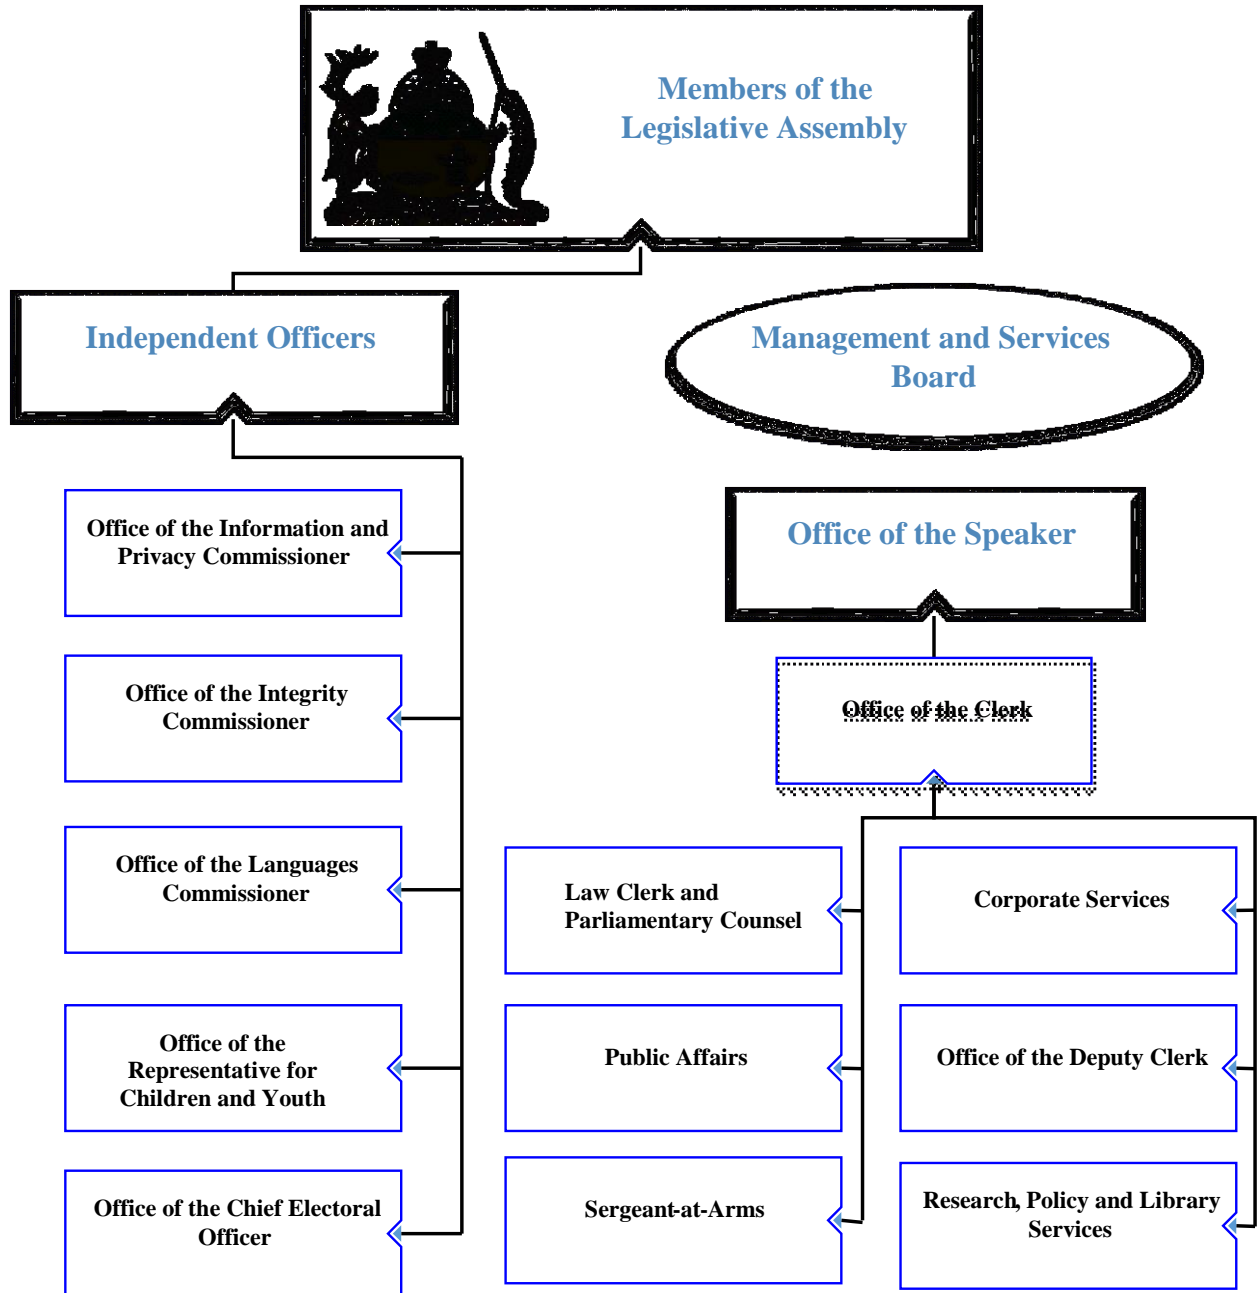 Members of the
Legislative Assembly
Independent Officers
Management and Services
Board
Office of the Information and
Privacy Commissioner
Office of the Speaker
Office of the Integrity
Commissioner
Office of the Clerk
Office of the Languages
Commissioner
Law Clerk and
Parliamentary Counsel
Corporate Services
Office of the
Representative for
Children and Youth
Public Affairs
Office of the Deputy Clerk
Office of the Chief Electoral
Officer
Sergeant-at-Arms
Research, Policy and Library
Services